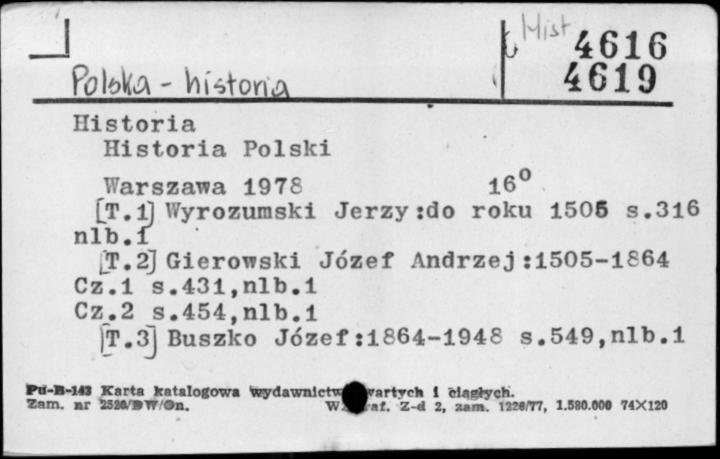 Hist
4616
4619
Polska - historia
Historia
Historia Polski
Warszawa 1978 16o
[T.1] Wyrozumski Jerzy:do roku 1505 s.316
nlb.1
[T.2] Gierowski Józef Andrzej:1505-1864
Cz.1 s.431,nlb.1
Cz.2 s.454,nlb.1
[T.3] Buszko Józef:1864-1948 s.549,nlb.1
Pu-B-143 Karta katalogowa wydawnictw zwartych i ciągłych.
Zam. nr 2526/BW/On. Z-d 2, zam. 1226/77, 1.580.000 74×120